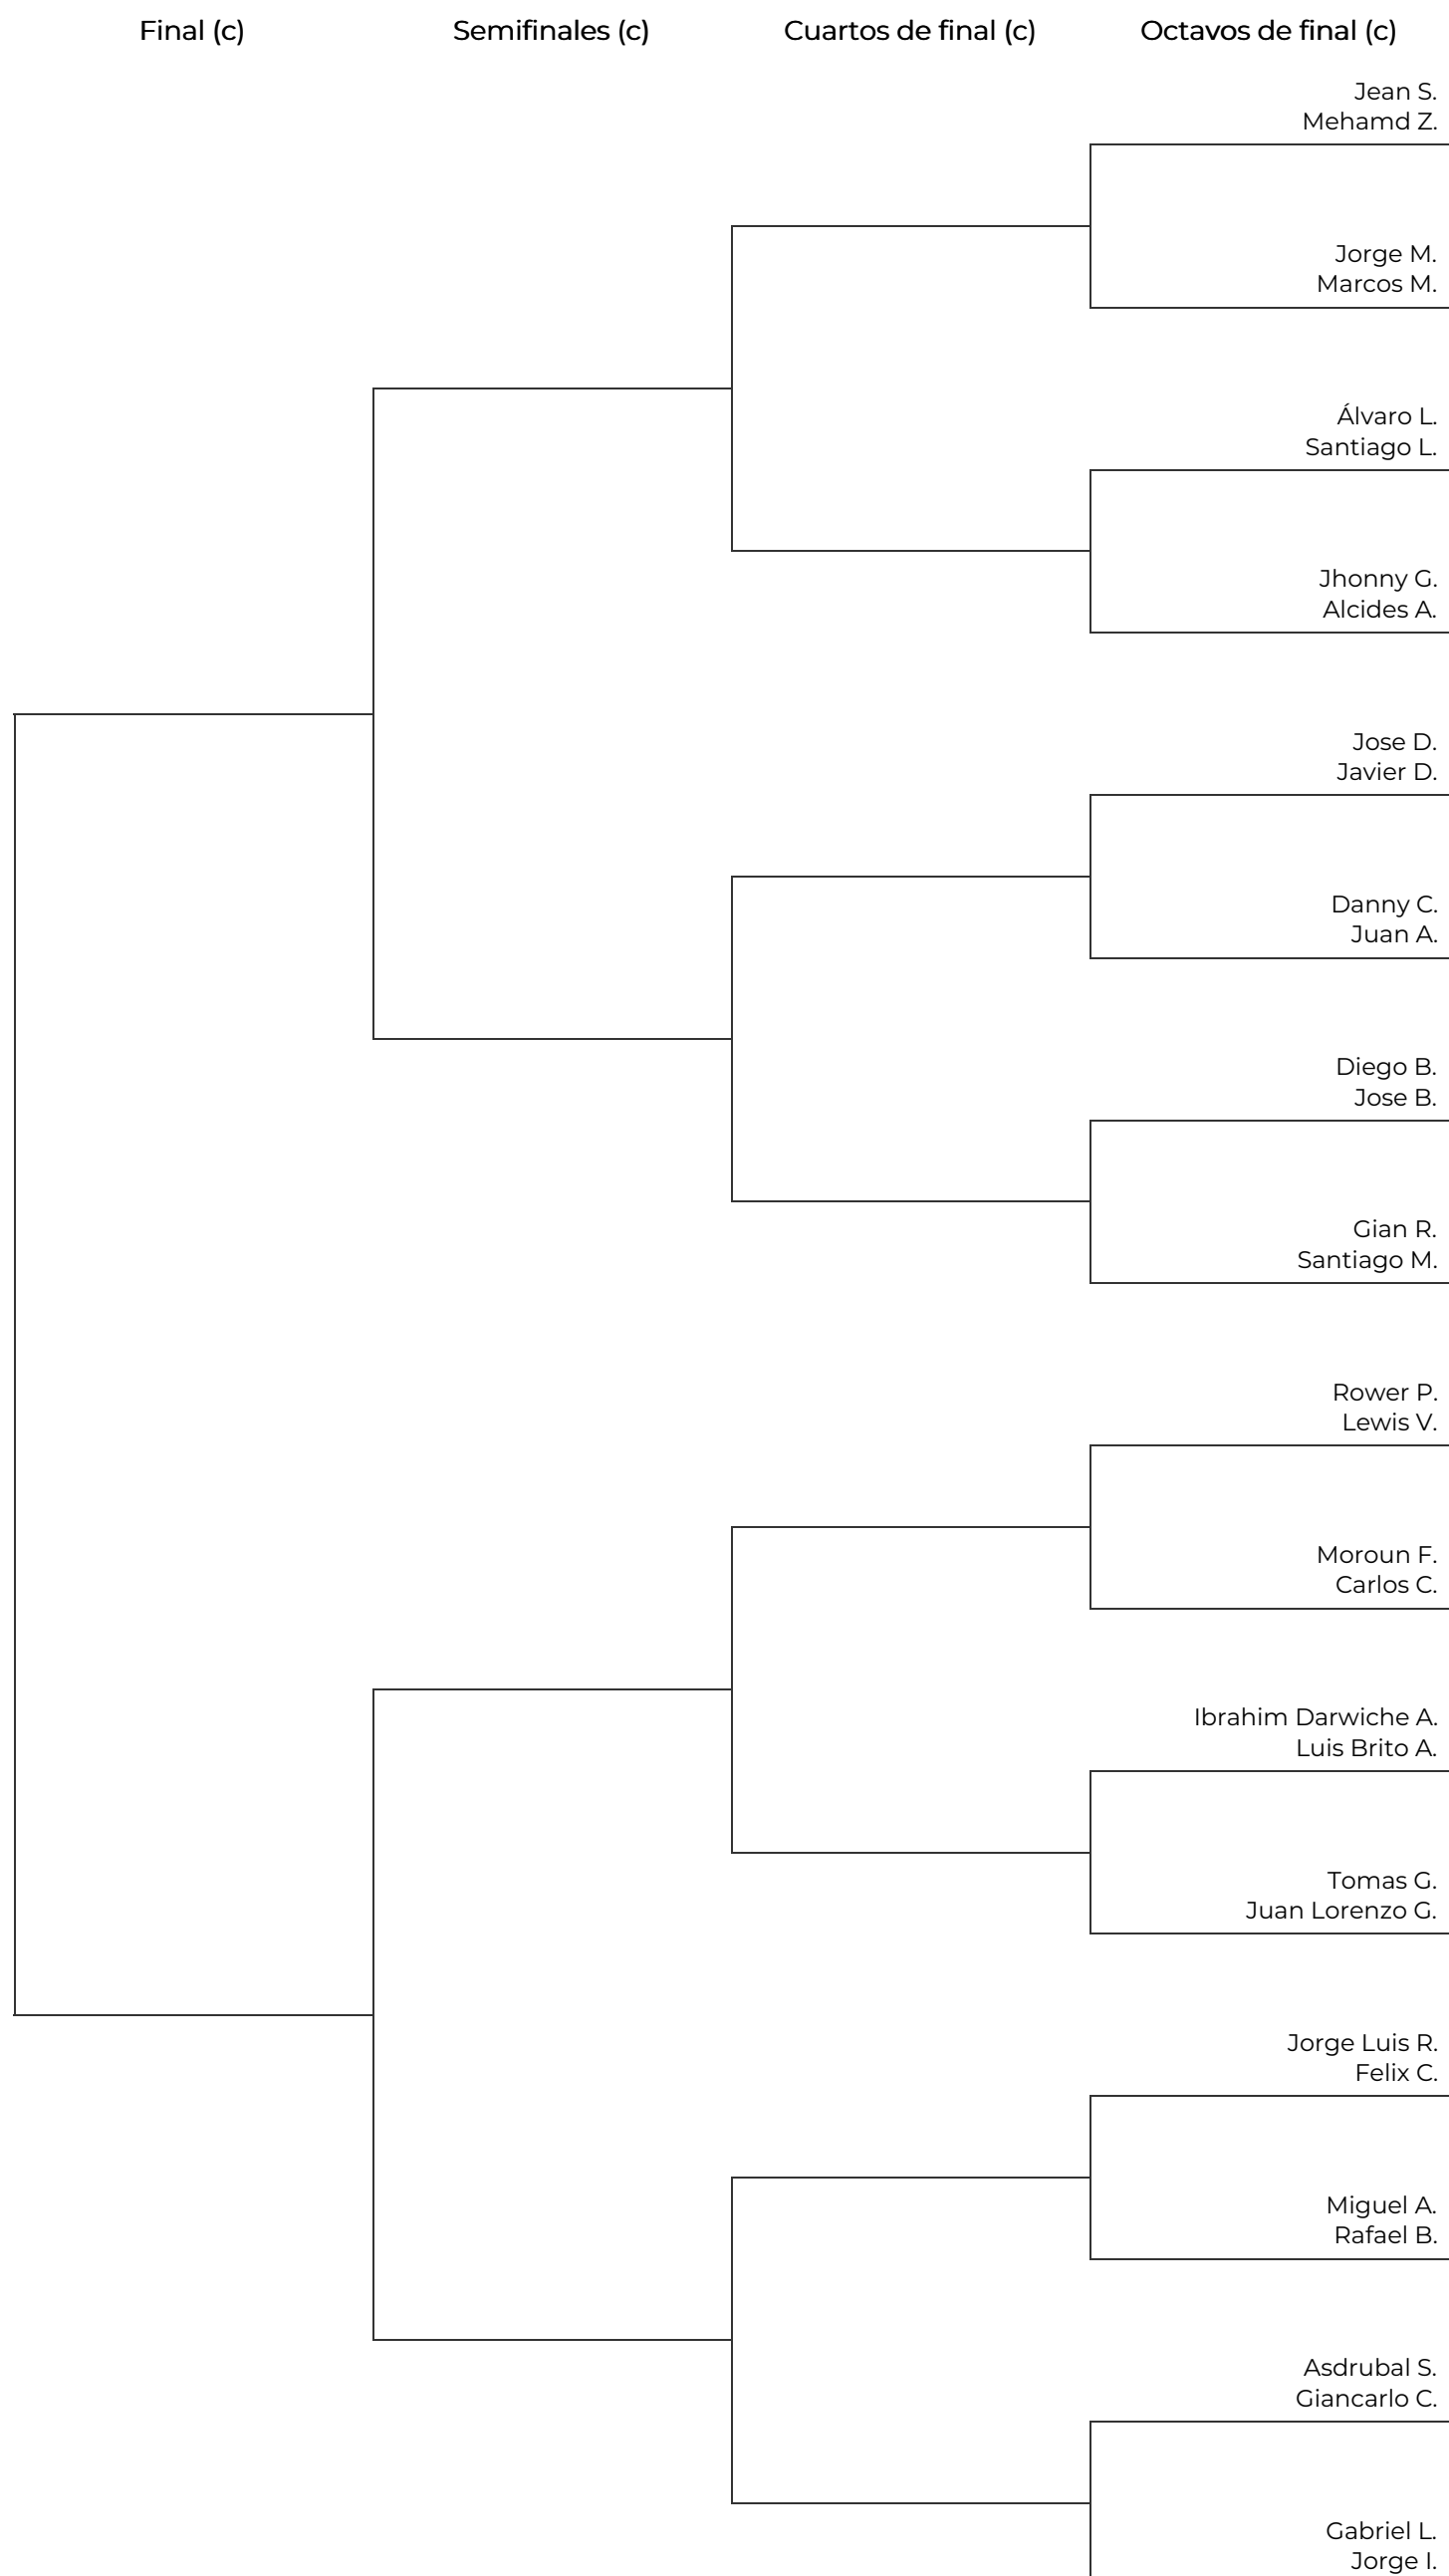 Final (c)
Semifinales (c)
Cuartos de final (c)
Octavos de final (c)
Jean S.
Mehamd Z.
Jorge M.
Marcos M.
Álvaro L.
Santiago L.
Jhonny G.
Alcides A.
Jose D.
Javier D.
Danny C.
Juan A.
Diego B.
Jose B.
Gian R.
Santiago M.
Rower P.
Lewis V.
Moroun F.
Carlos C.
Ibrahim Darwiche A.
Luis Brito A.
Tomas G.
Juan Lorenzo G.
Jorge Luis R.
Felix C.
Miguel A.
Rafael B.
Asdrubal S.
Giancarlo C.
Gabriel L.
Jorge I.